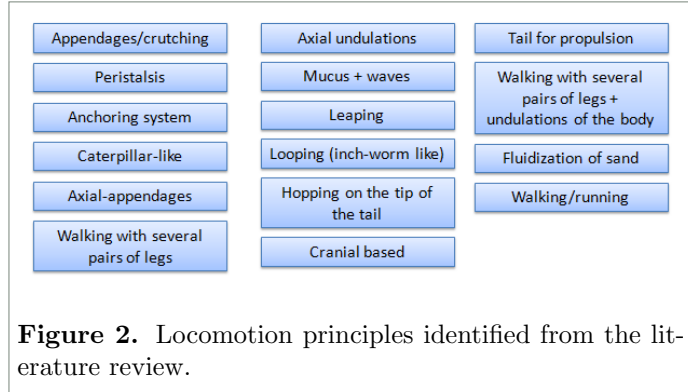 Appendages/crutching
Peristalsis
Anchoring system
Caterpillar-like
Axial-appendages
Walking with several
pairs of legs
Axial undulations
Mucus + waves
Leaping
Looping (inch-worm like)
Hopping on the tip of
the tail
Cranial based
Tail for propulsion
Walking with several
pairs of legs +
undulations of the body
Fluidization of sand
Walking/running
Figure 2. Locomotion principles identified from the lit-
erature review.